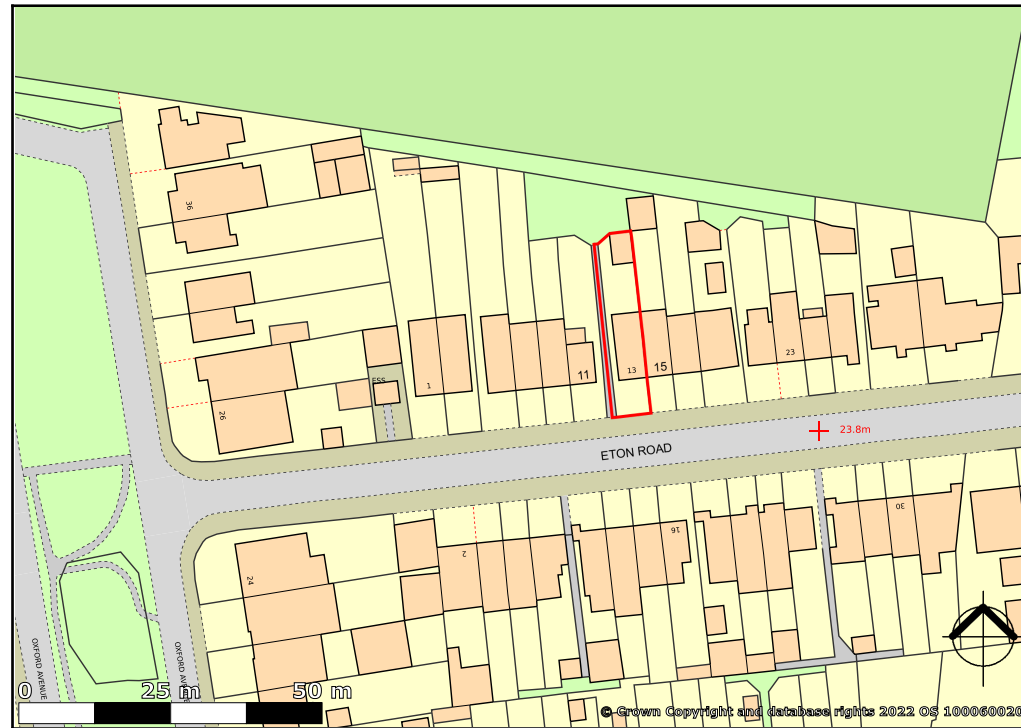 36
ESS
1
11
13
15
23
26
23.8m
ETON ROAD
16
30
2
24
OXFORD AVENUE
OXFORD AVENUE
0 25 m 50 m
© Crown Copyright and database rights 2022 OS 100060020